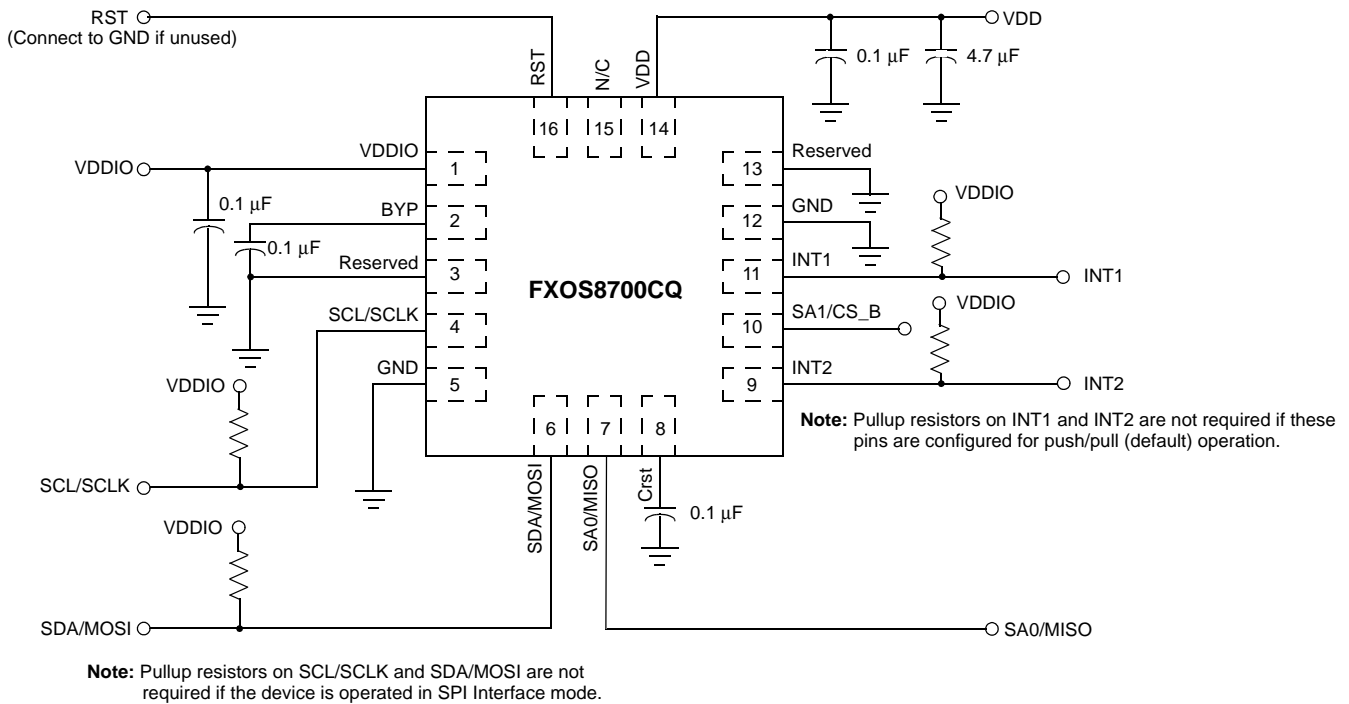 RST
(Connect to GND if unused)
VDD
0.1 μF
4.7 μF
RST
N/C
VDD
16
15
14
VDDIO
VDDIO
1
13
Reserved
0.1 μF
BYP
2
12
GND
VDDIO
0.1 μF
Reserved
3
FXOS8700CQ
11
INT1
INT1
SCL/SCLK
4
10
SA1/CS_B
VDDIO
VDDIO
GND
5
9
INT2
INT2
6
7
8
Note: Pullup resistors on INT1 and INT2 are not required if these
pins are configured for push/pull (default) operation.
SCL/SCLK
SDA/MOSI
SA0/MISO
Crst
0.1 μF
VDDIO
SDA/MOSI
SA0/MISO
Note: Pullup resistors on SCL/SCLK and SDA/MOSI are not
required if the device is operated in SPI Interface mode.